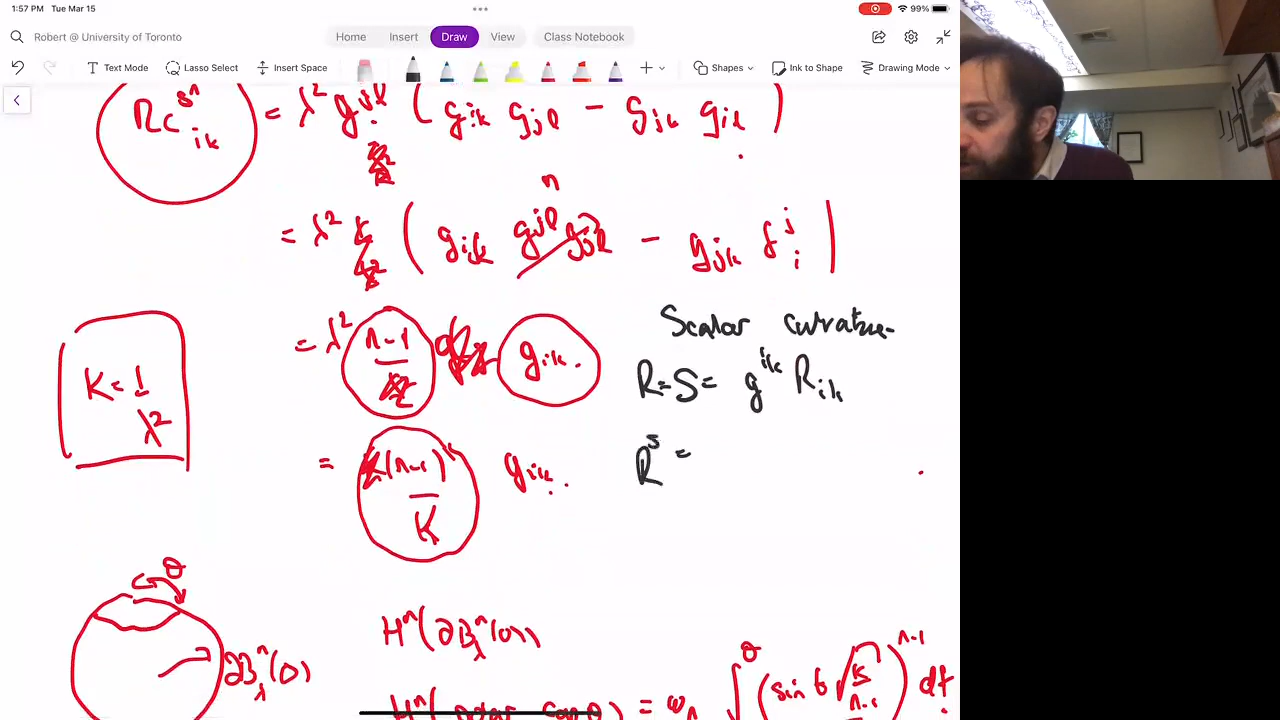 1:57 PM Tue Mar 15
99%
Robert @ University of Toronto
Home Insert Draw View Class Notebook
Text Mode Lasso Select Insert Space Shapes Ink to Shape Drawing Mode
Rc^{S^n}_{ik} = λ² g^{jl} ( g_{ik} g_{jl} − g_{jk} g_{il} )
= λ² ( g_{ik} g^{jl} g_{jl} n − g_{jk} δ^j_i )
= λ² n−1 g_{ik}.
K = 1/λ²
Scalar curvature
R = S = g^{ik} R_{ik}
= (n−1)/K g_{ik}.
R^S =
θ
∂B^n_λ(0)
H^n(∂B^n_λ(0))
H^n( θ) = ω_n ∫^θ (sin t √ K/n−1)^{n−1} dt